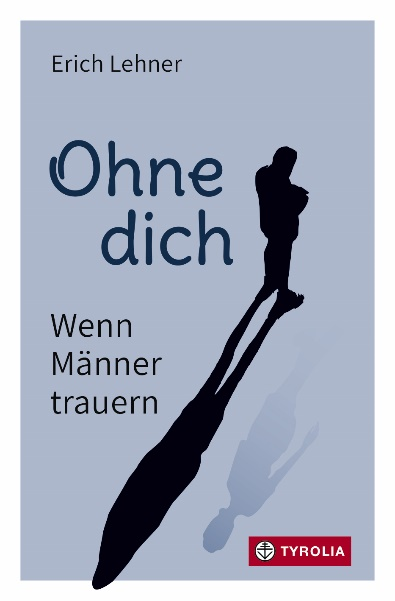 Erich Lehner
Ohne
dich
Wenn
Männer
trauern
TYROLIA